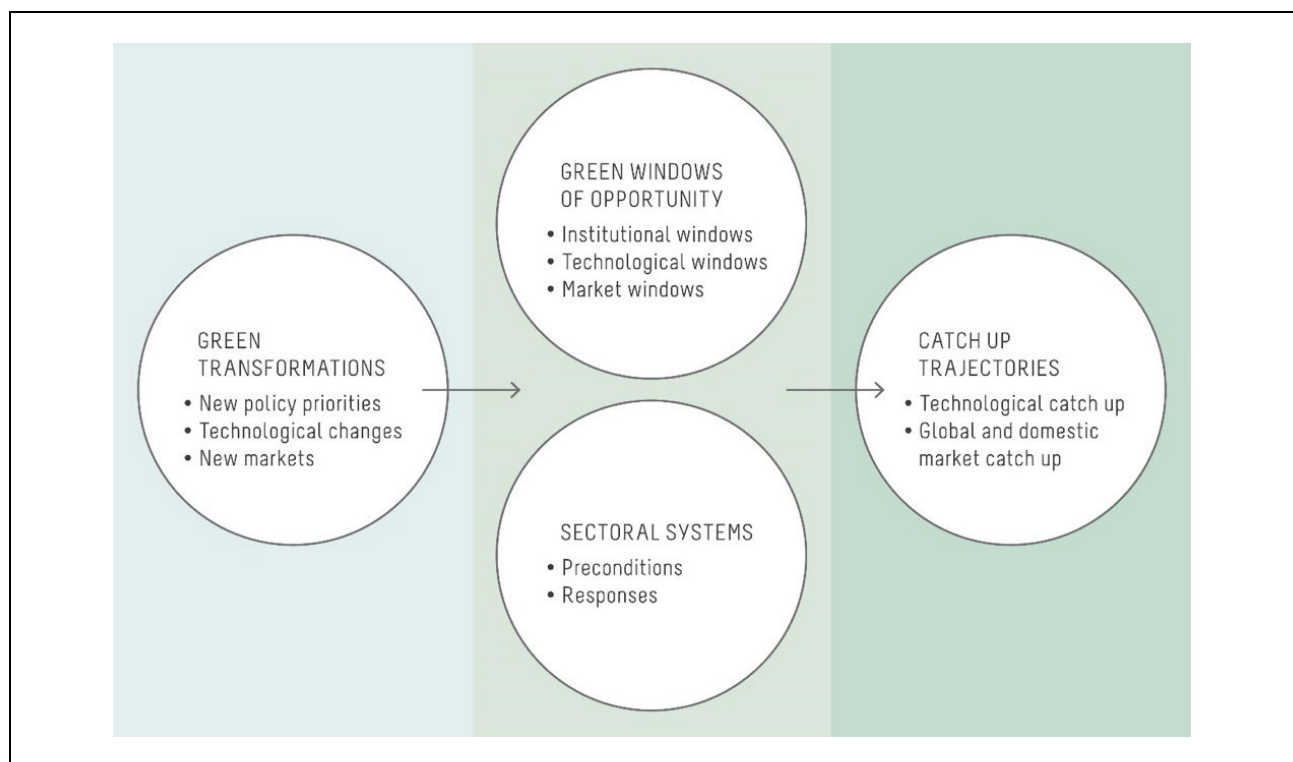 GREEN
TRANSFORMATIONS
• New policy priorities
• Technological changes
• New markets
GREEN WINDOWS
OF OPPORTUNITY
• Institutional windows
• Technological windows
• Market windows
SECTORAL SYSTEMS
• Preconditions
• Responses
CATCH UP
TRAJECTORIES
• Technological catch up
• Global and domestic
market catch up